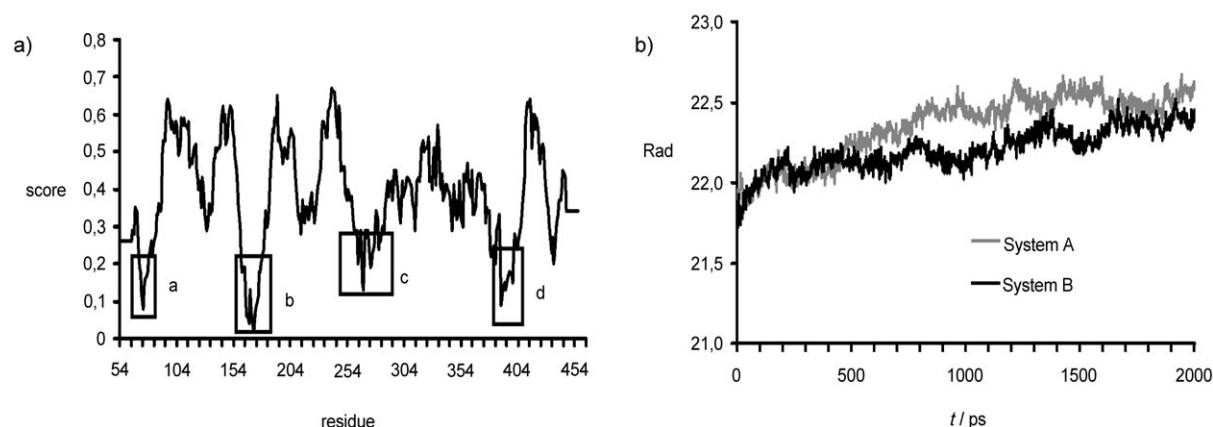 a)
0,8
0,7
0,6
0,5
score
0,4
0,3
0,2
0,1
0
a
b
c
d
54 104 154 204 254 304 354 404 454
residue
b)
23,0
22,5
Rad
22,0
21,5
21,0
System A
System B
0 500 1000 1500 2000
t / ps